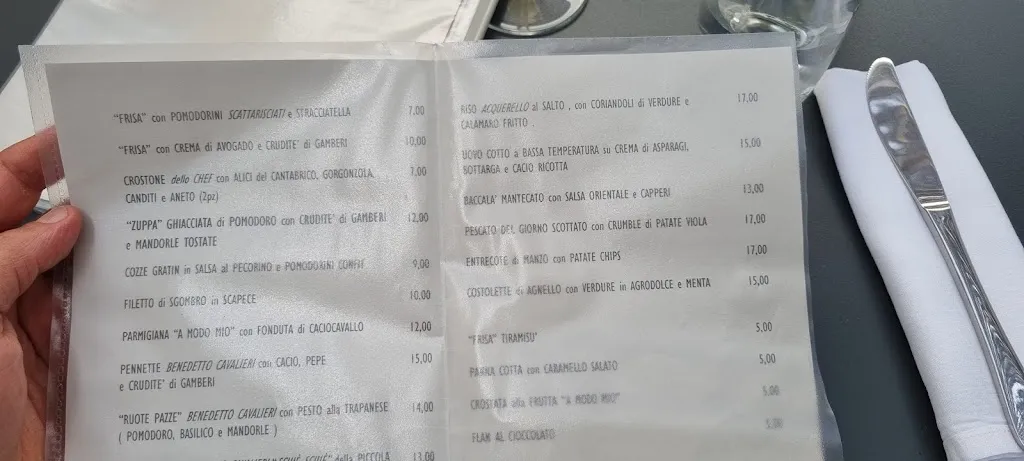 "FRISA" con POMODORINI SCATTARISCIATI e STRACCIATELLA 7,00
"FRISA" con CREMA di AVOGADO e CRUDITE' di GAMBERI 10,00
CROSTONE dello CHEF con ALICI del CANTABRICO, GORGONZOLA, 7,00
CANDITI e ANETO (2pz)
"ZUPPA" GHIACCIATA di POMODORO con CRUDITE' di GAMBERI 12,00
e MANDORLE TOSTATE
COZZE GRATIN in SALSA al PECORINO e POMODORINI CONFIT 9,00
FILETTO di SGOMBRO in SCAPECE 10,00
PARMIGIANA "A MODO MIO" con FONDUTA di CACIOCAVALLO 12,00
PENNETTE BENEDETTO CAVALIERI con CACIO, PEPE 15,00
e CRUDITE' di GAMBERI
"RUOTE PAZZE" BENEDETTO CAVALIERI con PESTO alla TRAPANESE 14,00
( POMODORO, BASILICO e MANDORLE )
della PICCOLA 13,00
RISO ACQUERELLO al SALTO , con CORIANDOLI di VERDURE e 17,00
CALAMARO FRITTO .
UOVO COTTO a BASSA TEMPERATURA su CREMA di ASPARAGI, 15,00
BOTTARGA e CACIO RICOTTA
BACCALA' MANTECATO con SALSA ORIENTALE e CAPPERI 13,00
PESCATO DEL GIORNO SCOTTATO con CRUMBLE di PATATE VIOLA 17,00
ENTRECOTE di MANZO con PATATE CHIPS 17,00
COSTOLETTE di AGNELLO con VERDURE in AGRODOLCE e MENTA 15,00
"FRISA" TIRAMISU' 5,00
PANNA COTTA con CARAMELLO SALATO 5,00
CROSTATA alla FRUTTA "A MODO MIO" 5,00
FLAN AL CIOCCOLATO 5,00